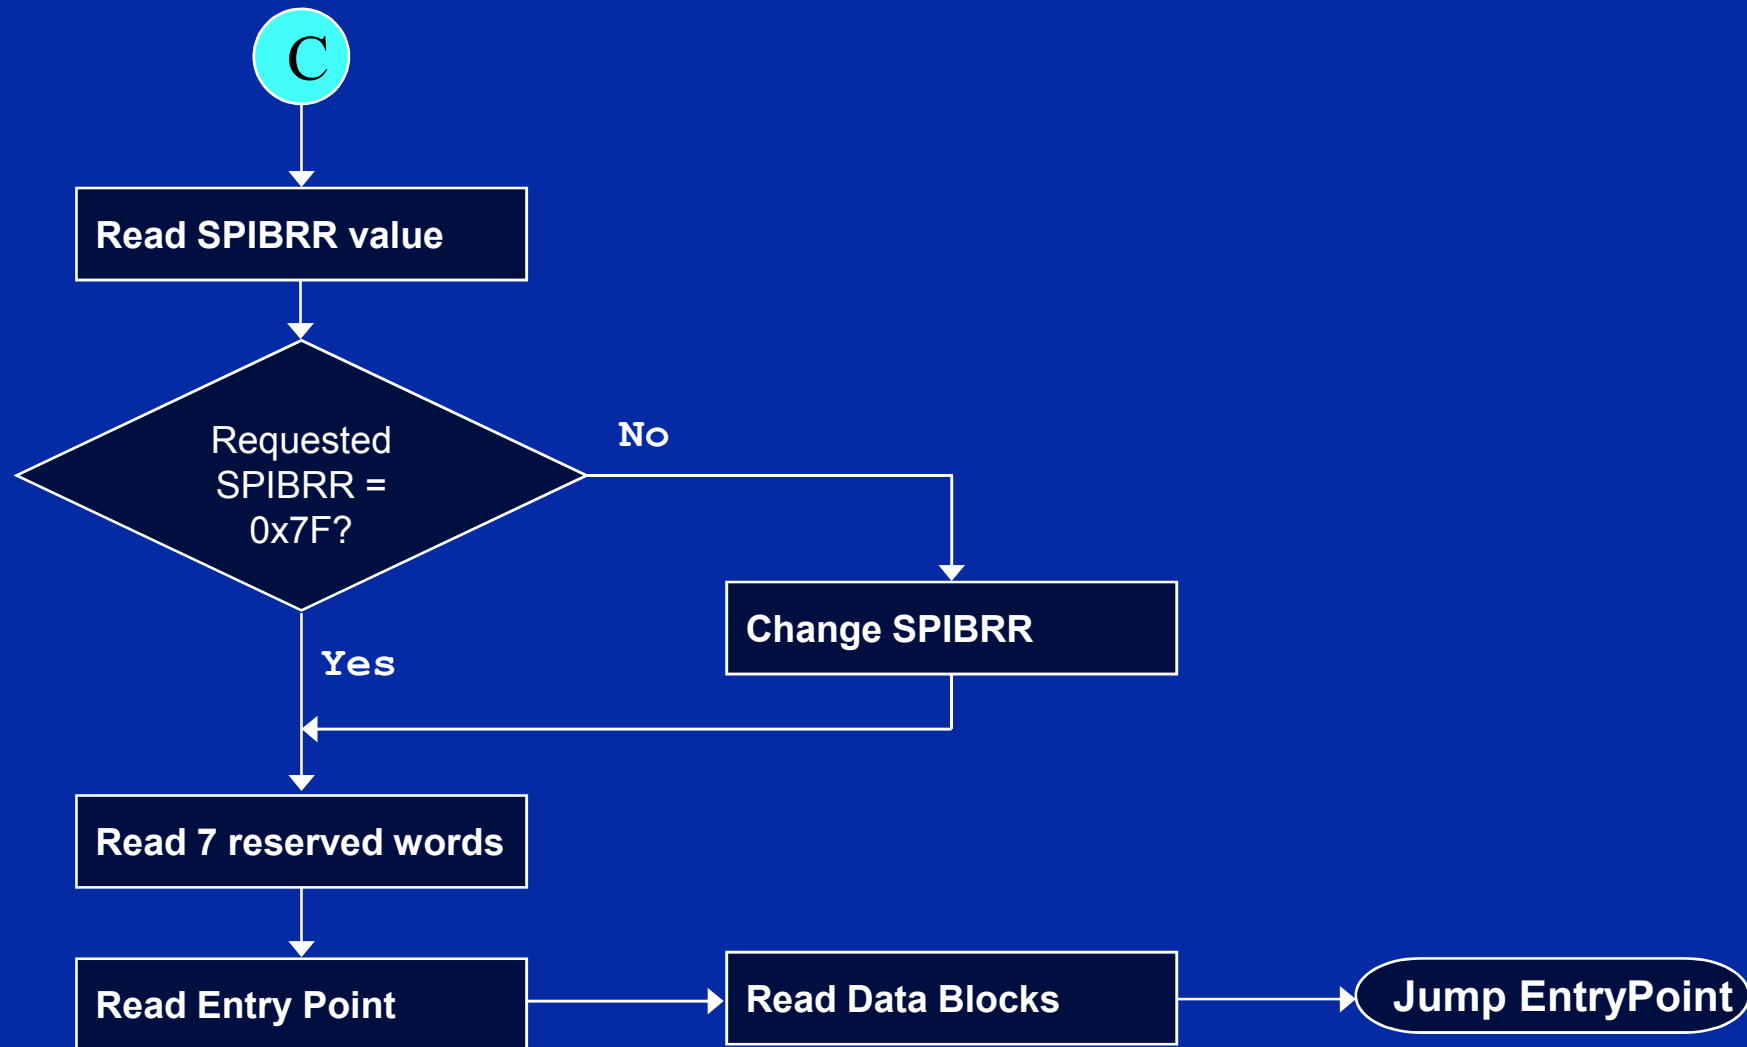 C
Read SPIBRR value
Requested
SPIBRR =
0x7F?
No
Change SPIBRR
Yes
Read 7 reserved words
Read Entry Point
Read Data Blocks
Jump EntryPoint